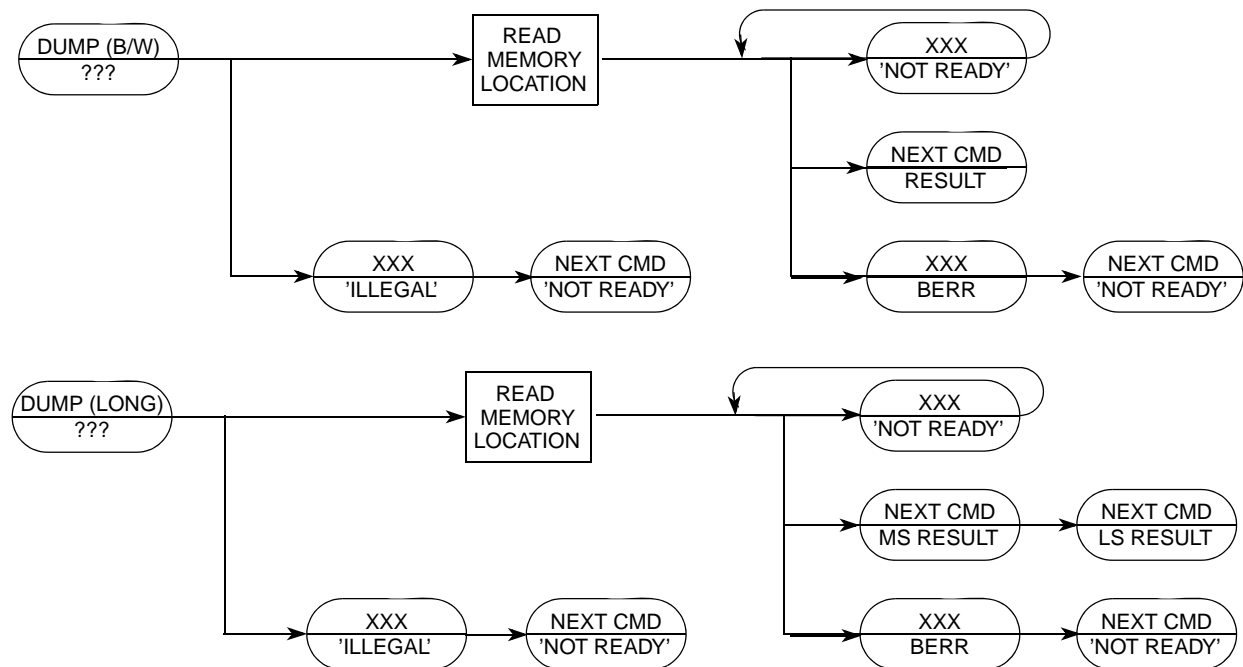 DUMP (B/W)
???
READ
MEMORY
LOCATION
XXX
'NOT READY'
NEXT CMD
RESULT
XXX
'ILLEGAL'
NEXT CMD
'NOT READY'
XXX
BERR
NEXT CMD
'NOT READY'
DUMP (LONG)
???
READ
MEMORY
LOCATION
XXX
'NOT READY'
NEXT CMD
MS RESULT
NEXT CMD
LS RESULT
XXX
'ILLEGAL'
NEXT CMD
'NOT READY'
XXX
BERR
NEXT CMD
'NOT READY'